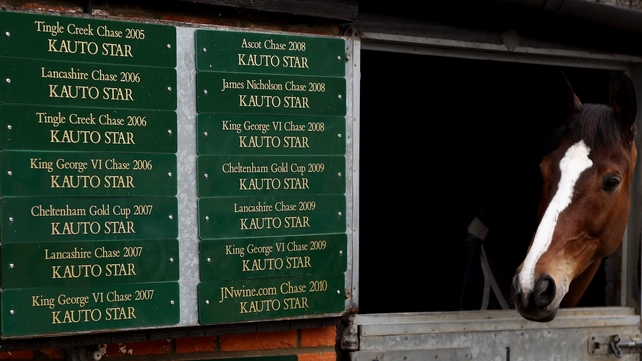 Tingle Creek Chase 2005
KAUTO STAR
Lancashire Chase 2006
KAUTO STAR
Tingle Creek Chase 2006
KAUTO STAR
King George VI Chase 2006
KAUTO STAR
Cheltenham Gold Cup 2007
KAUTO STAR
Lancashire Chase 2007
KAUTO STAR
King George VI Chase 2007
KAUTO STAR
Ascot Chase 2008
KAUTO STAR
James Nicholson Chase 2008
KAUTO STAR
King George VI Chase 2008
KAUTO STAR
Cheltenham Gold Cup 2009
KAUTO STAR
Lancashire Chase 2009
KAUTO STAR
King George VI Chase 2009
KAUTO STAR
JNwine.com Chase 2010
KAUTO STAR